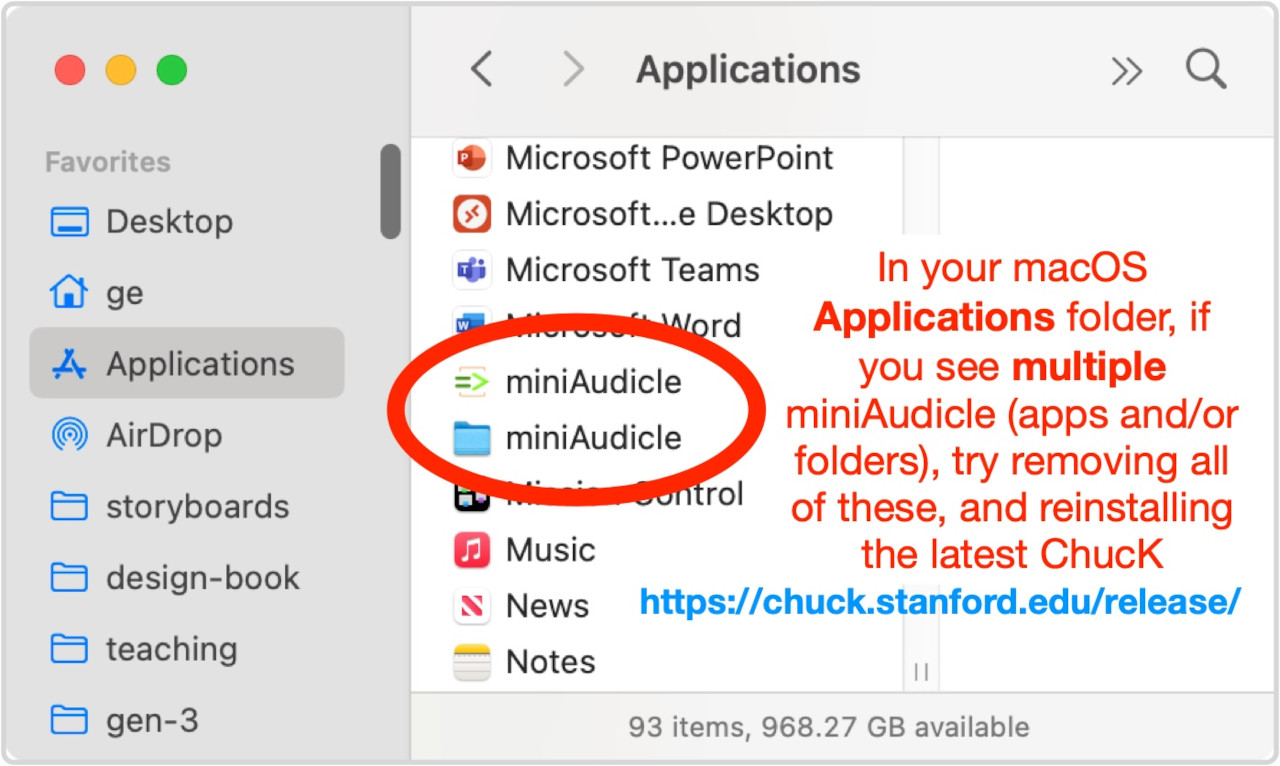 Applications
Favorites
Desktop
ge
Applications
AirDrop
storyboards
design-book
teaching
gen-3
Microsoft PowerPoint
Microsoft...e Desktop
Microsoft Teams
Microsoft Word
miniAudicle
miniAudicle
Mission Control
Music
News
Notes
In your macOS
Applications folder, if
you see multiple
miniAudicle (apps and/or
folders), try removing all
of these, and reinstalling
the latest ChucK
https://chuck.stanford.edu/release/
93 items, 968.27 GB available